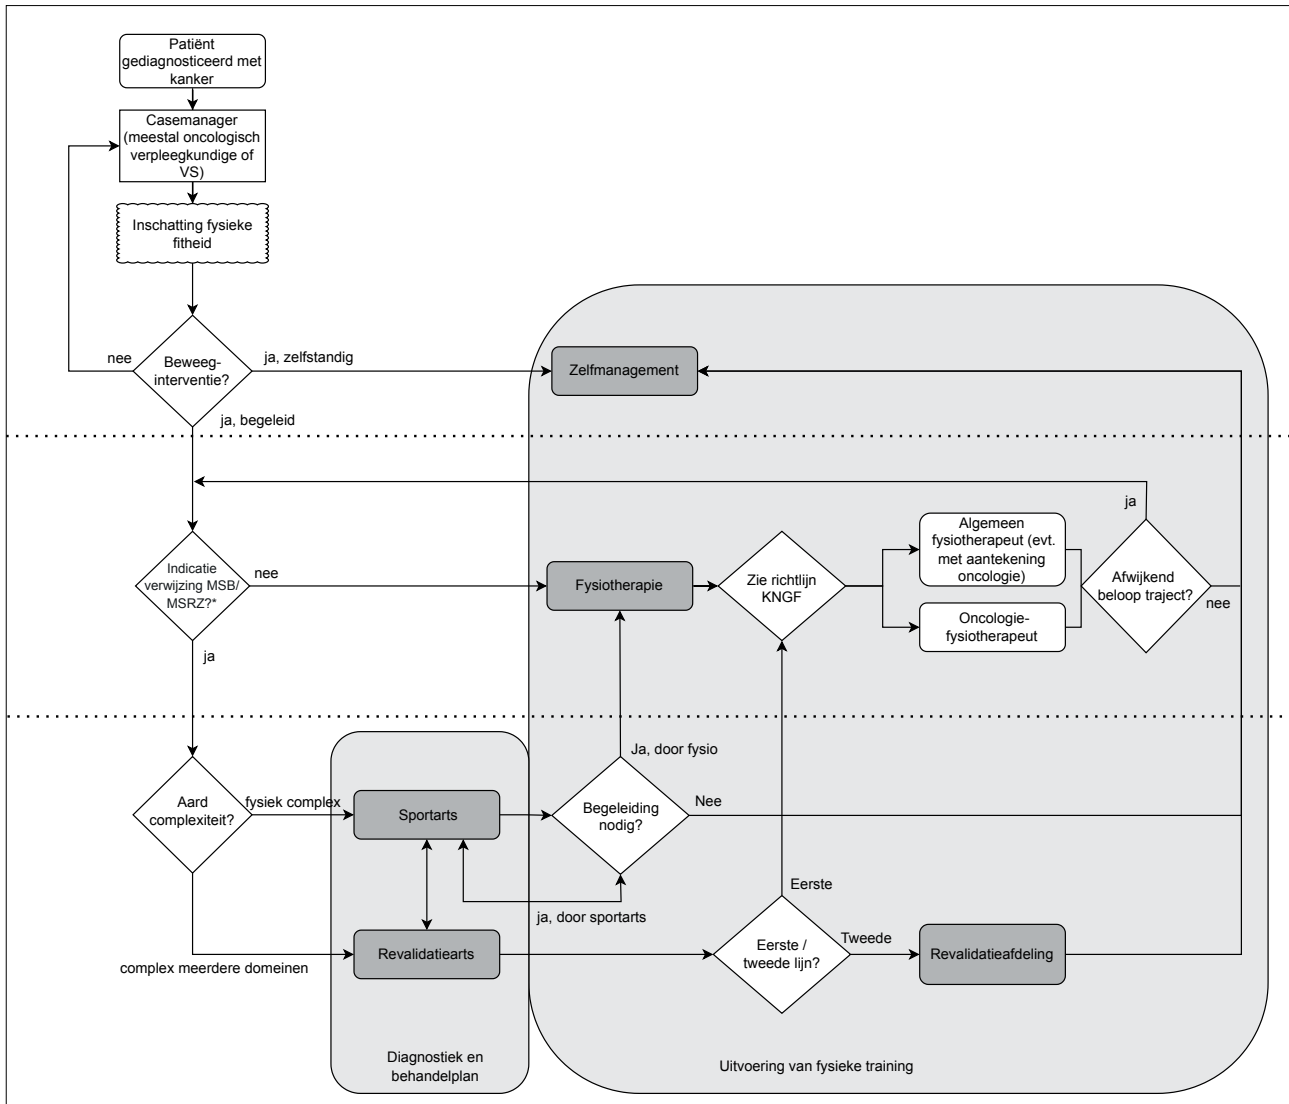 Patiënt
gediagnosticeerd met
kanker
Casemanager
(meestal oncologisch
verpleegkundige of
VS)
Inschatting fysieke
fitheid
nee
Beweeg-
interventie?
ja, zelfstandig
Zelfmanagement
ja, begeleid
ja
Indicatie
verwijzing MSB/
MSRZ?*
nee
Fysiotherapie
Zie richtlijn
KNGF
Algemeen
fysiotherapeut (evt.
met aantekening
oncologie)
Oncologie-
fysiotherapeut
Afwijkend
beloop traject?
nee
ja
Aard
complexiteit?
fysiek complex
Sportarts
Ja, door fysio
Begeleiding
nodig?
Nee
ja, door sportarts
Eerste
complex meerdere domeinen
Revalidatiearts
Eerste /
tweede lijn?
Tweede
Revalidatieafdeling
Diagnostiek en
behandelplan
Uitvoering van fysieke training